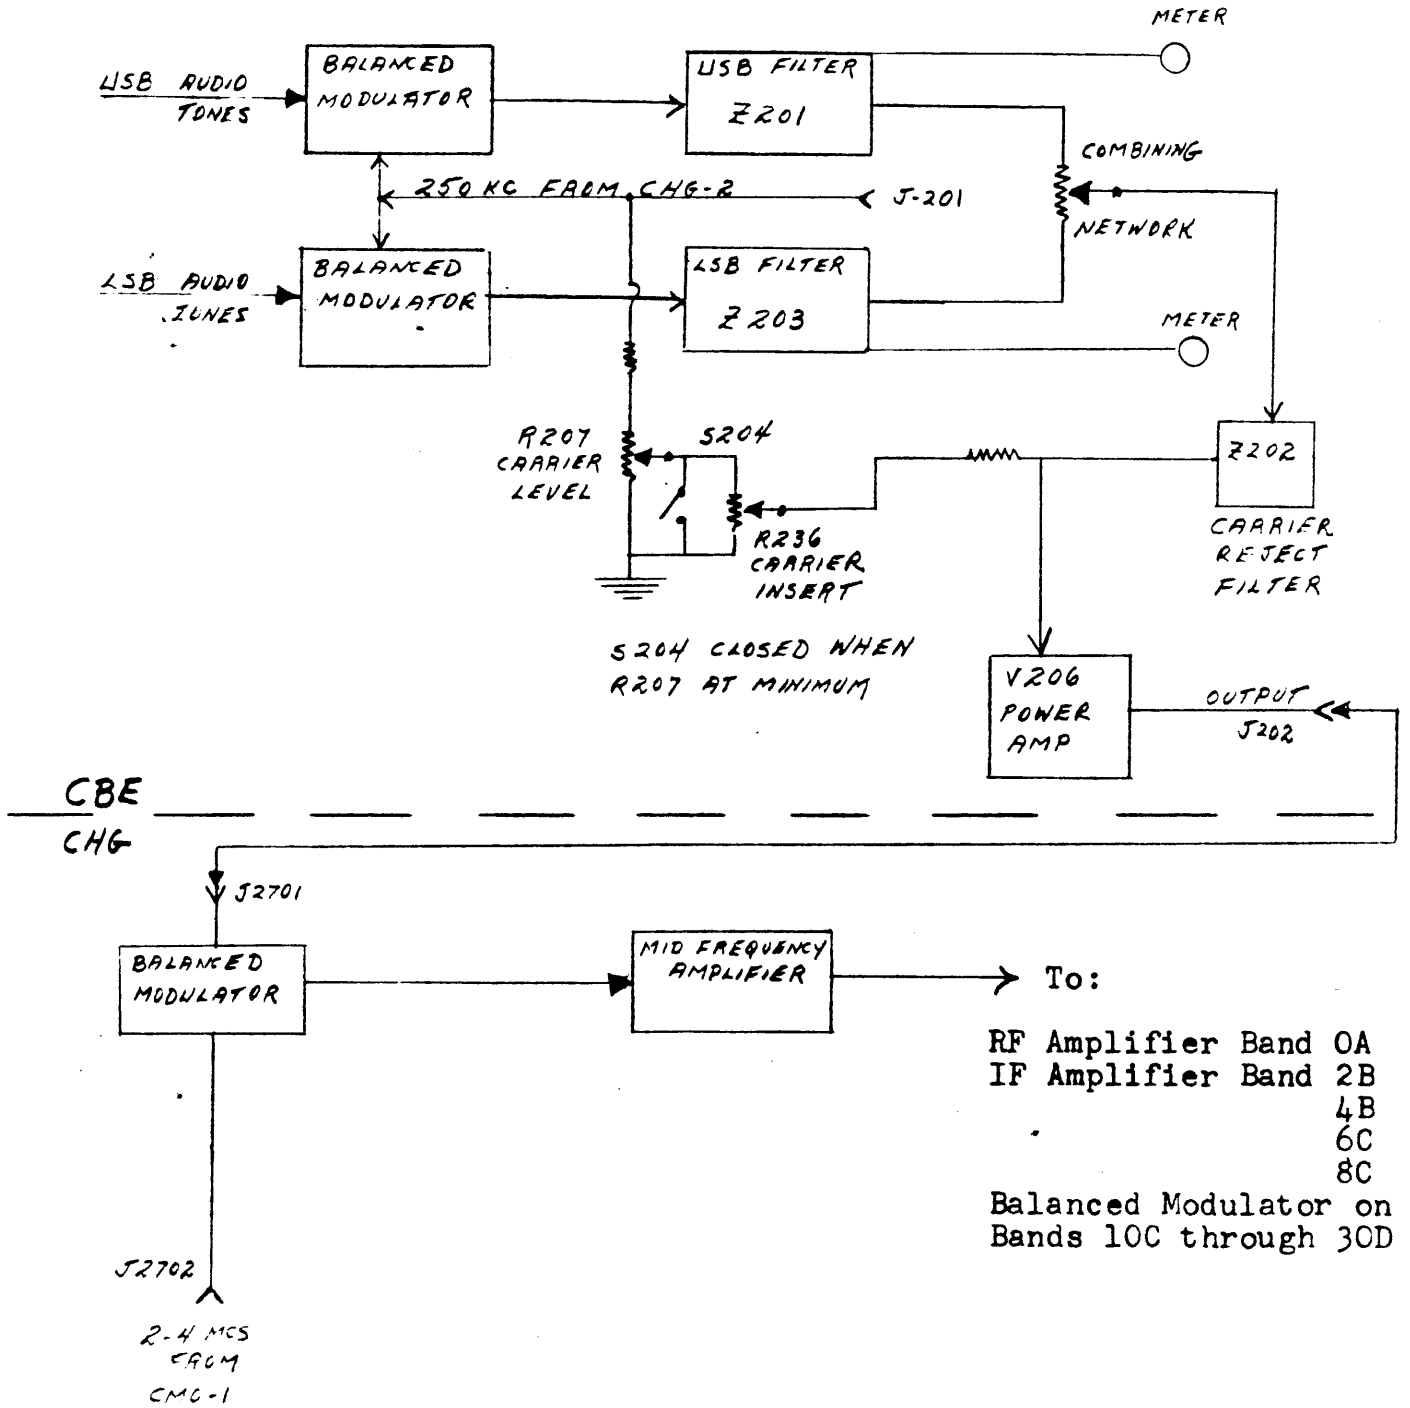 METER
USB AUDIO
TONES
BALANCED
MODULATOR
USB FILTER
Z201
COMBINING
NETWORK
250 KC FROM CHG-2
J-201
LSB AUDIO
TONES
BALANCED
MODULATOR
LSB FILTER
Z203
METER
R207
CARRIER
LEVEL
S204
R236
CARRIER
INSERT
Z202
CARRIER
REJECT
FILTER
S204 CLOSED WHEN
R207 AT MINIMUM
V206
POWER
AMP
OUTPUT
J202
CBE
CHG
J2701
BALANCED
MODULATOR
MID FREQUENCY
AMPLIFIER
To:
RF Amplifier Band 0A
IF Amplifier Band 2B
4B
6C
8C
Balanced Modulator on
Bands 10C through 30D
J2702
2-4 MCS
FROM
CMO-1